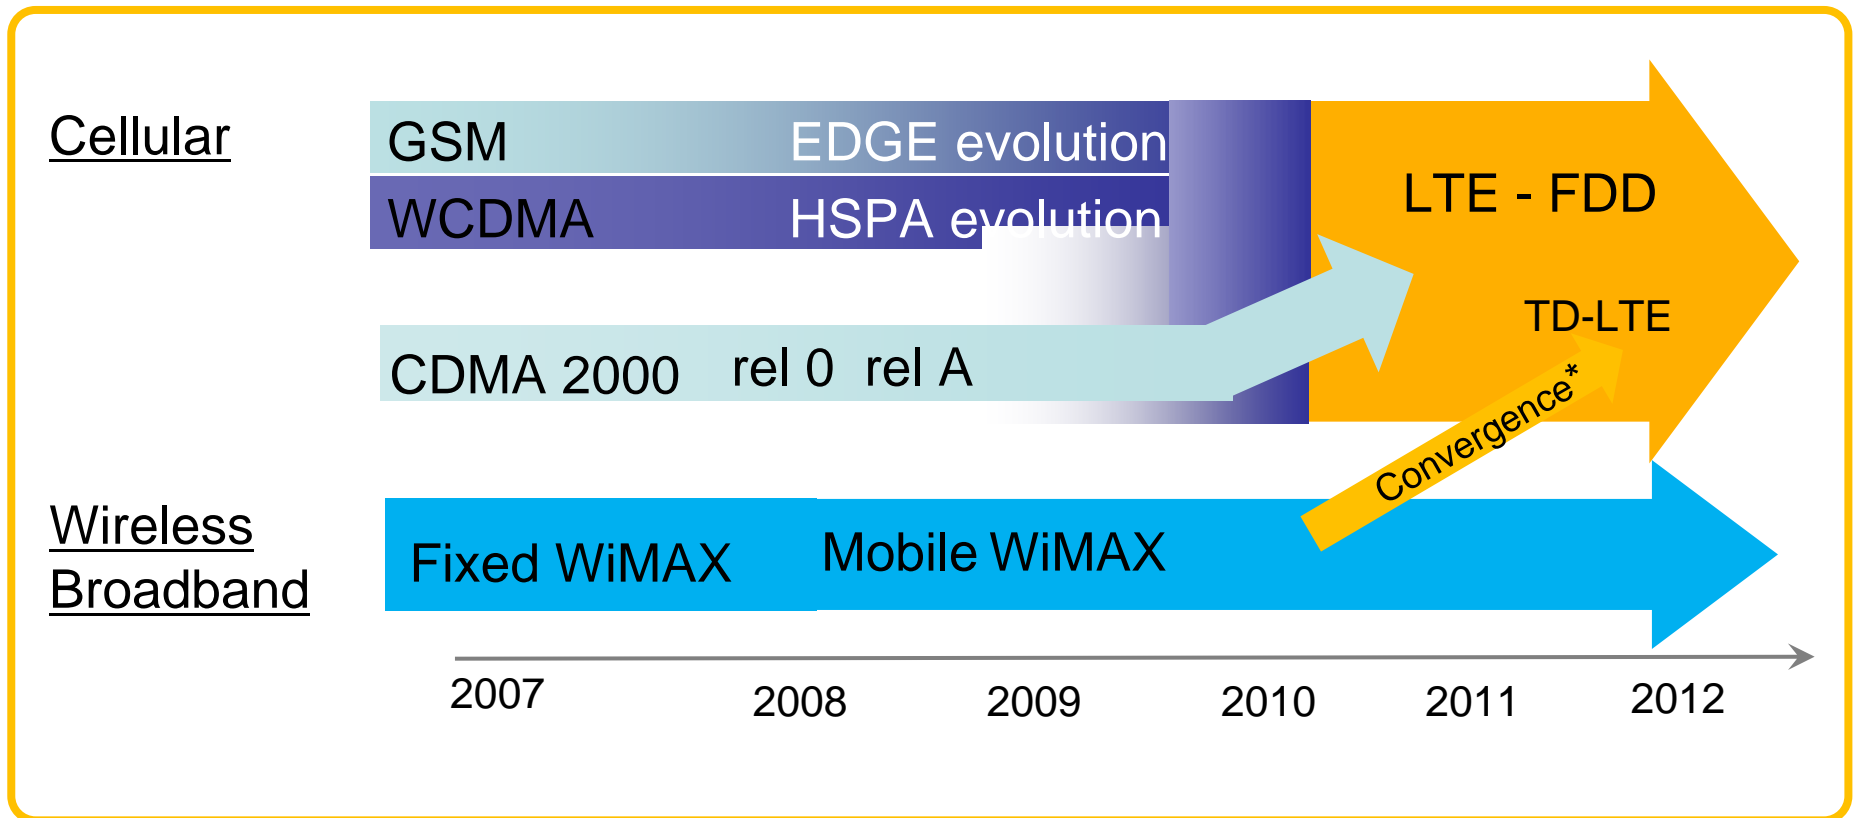 Cellular
GSM EDGE evolution
WCDMA HSPA evolution
LTE - FDD
TD-LTE
CDMA 2000 rel 0 rel A
Convergence*
Wireless
Broadband
Fixed WiMAX Mobile WiMAX
2007 2008 2009 2010 2011 2012